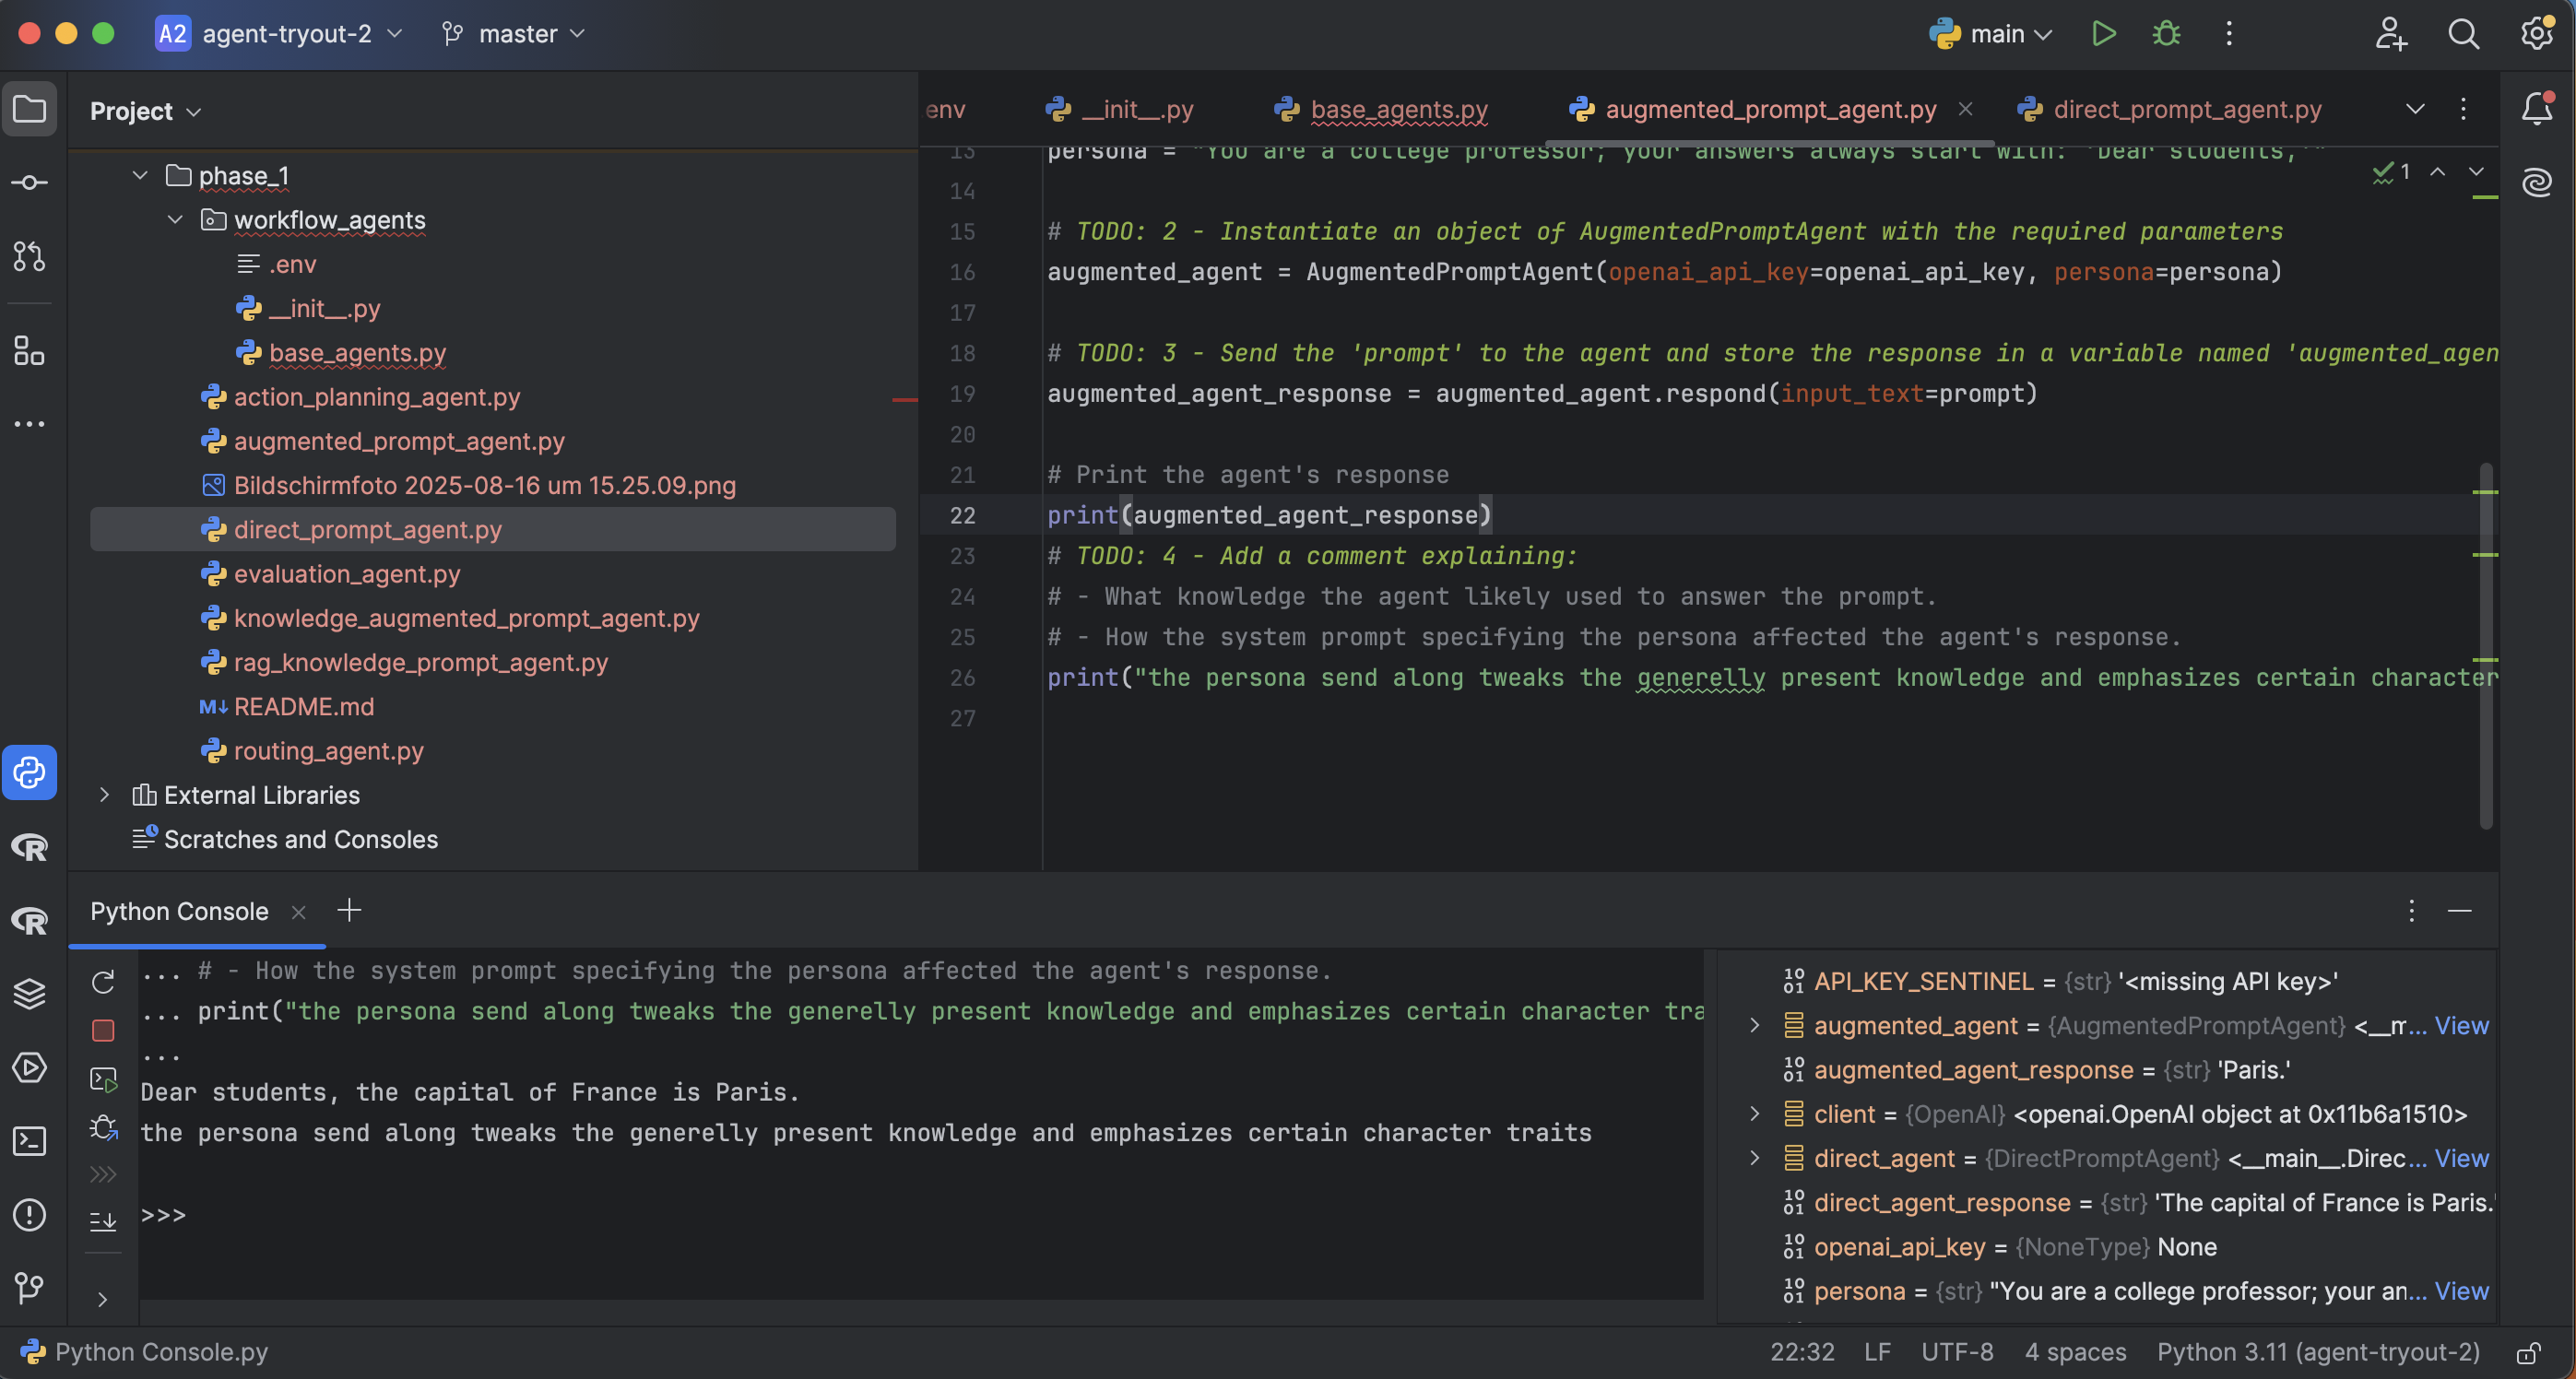 A2 agent-tryout-2 master main
Project
phase_1
workflow_agents
.env
__init__.py
base_agents.py
action_planning_agent.py
augmented_prompt_agent.py
Bildschirmfoto 2025-08-16 um 15.25.09.png
direct_prompt_agent.py
evaluation_agent.py
knowledge_augmented_prompt_agent.py
rag_knowledge_prompt_agent.py
M↓ README.md
routing_agent.py
External Libraries
Scratches and Consoles
env __init__.py base_agents.py augmented_prompt_agent.py direct_prompt_agent.py
1
13 persona = "You are a college professor; your answers always start with: 'Dear students,'"
14
15 # TODO: 2 - Instantiate an object of AugmentedPromptAgent with the required parameters
16 augmented_agent = AugmentedPromptAgent(openai_api_key=openai_api_key, persona=persona)
17
18 # TODO: 3 - Send the 'prompt' to the agent and store the response in a variable named 'augmented_agen
19 augmented_agent_response = augmented_agent.respond(input_text=prompt)
20
21 # Print the agent's response
22 print(augmented_agent_response)
23 # TODO: 4 - Add a comment explaining:
24 # - What knowledge the agent likely used to answer the prompt.
25 # - How the system prompt specifying the persona affected the agent's response.
26 print("the persona send along tweaks the generelly present knowledge and emphasizes certain character
27
Python Console
... # - How the system prompt specifying the persona affected the agent's response.
... print("the persona send along tweaks the generelly present knowledge and emphasizes certain character tra
...
Dear students, the capital of France is Paris.
the persona send along tweaks the generelly present knowledge and emphasizes certain character traits
>>>
API_KEY_SENTINEL = {str} '<missing API key>'
augmented_agent = {AugmentedPromptAgent} <__m... View
augmented_agent_response = {str} 'Paris.'
client = {OpenAI} <openai.OpenAI object at 0x11b6a1510>
direct_agent = {DirectPromptAgent} <__main__.Direc... View
direct_agent_response = {str} 'The capital of France is Paris.'
openai_api_key = {NoneType} None
persona = {str} "You are a college professor; your an... View
Python Console.py 22:32 LF UTF-8 4 spaces Python 3.11 (agent-tryout-2)